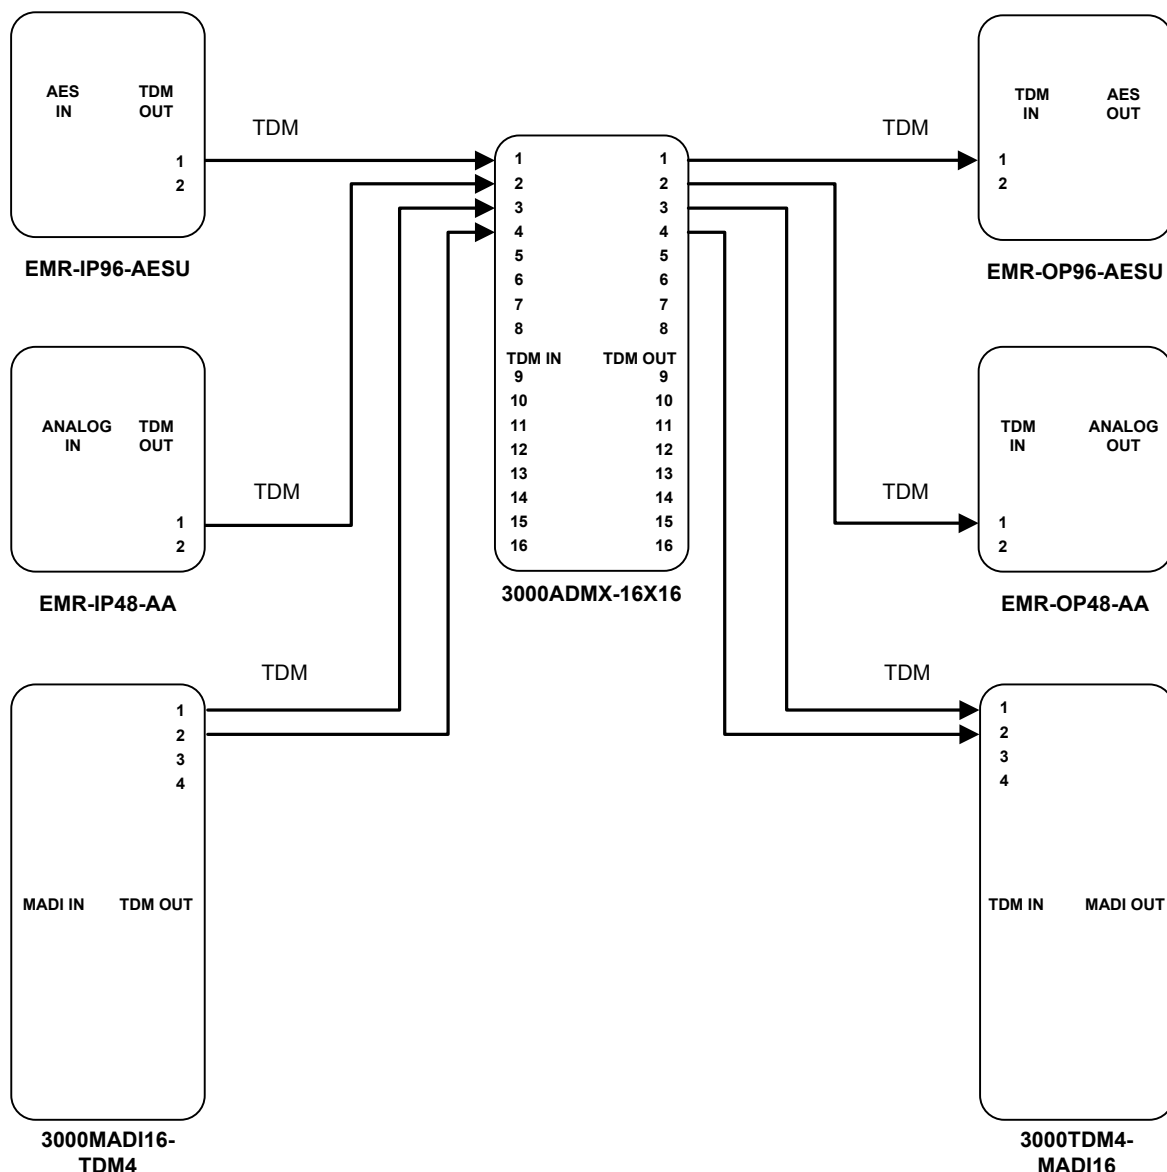 AES
IN
TDM
OUT
1
2
EMR-IP96-AESU
TDM
ANALOG
IN
TDM
OUT
1
2
EMR-IP48-AA
TDM
1
2
3
4
MADI IN
TDM OUT
3000MADI16-
TDM4
TDM
1
2
3
4
5
6
7
8
TDM IN
9
10
11
12
13
14
15
16
1
2
3
4
5
6
7
8
TDM OUT
9
10
11
12
13
14
15
16
3000ADMX-16X16
TDM
TDM
IN
AES
OUT
1
2
EMR-OP96-AESU
TDM
TDM
IN
ANALOG
OUT
1
2
EMR-OP48-AA
TDM
1
2
3
4
TDM IN
MADI OUT
3000TDM4-
MADI16